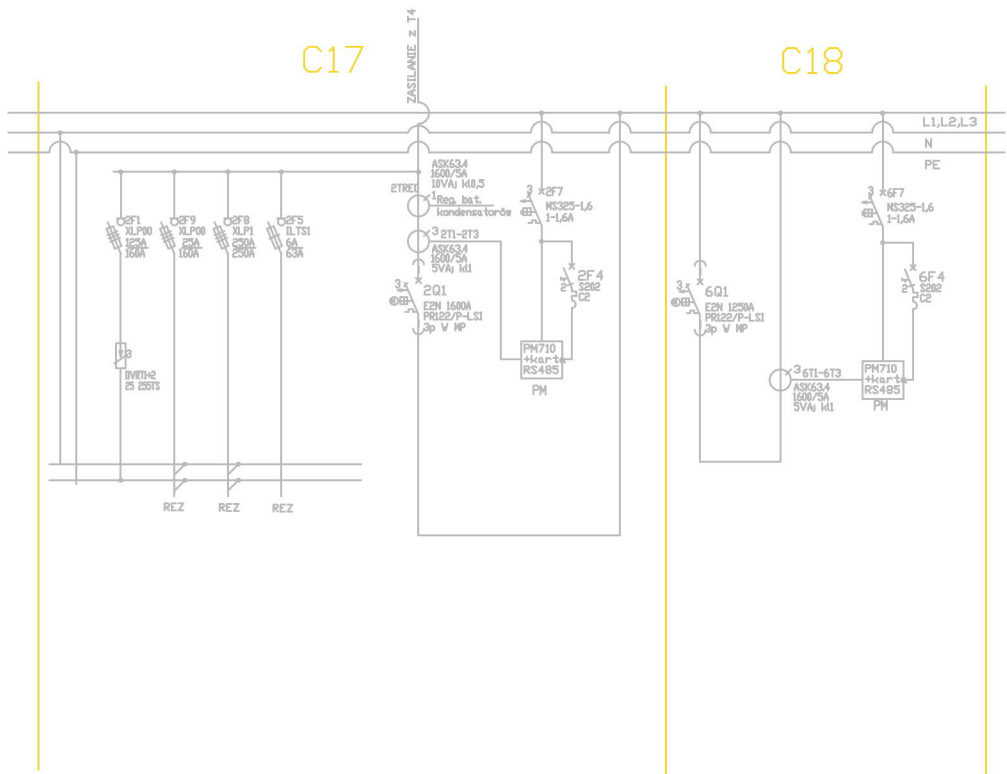 C17
C18
ZASILANIE z T4
L1,L2,L3
N
PE
ASK63.4
1600/5A
10VA; kl0,5
2TREG
1
Reg. bat.
kondensatorów
3 2T1-2T3
ASK63.4
1600/5A
5VA; kl1
3
2Q1
E2N 1600A
PR122/P-LSI
3p W MP
2F1
XLP00
125A
160A
2F9
XLP00
25A
160A
2F8
XLP1
250A
250A
2F5
ILTS1
6A
63A
3
DVRT1+2
25 255TS
REZ
REZ
REZ
3
2F7
MS325-1,6
1-1,6A
2F4
2
S202
C2
PM710
+karta
RS485
PM
3
6Q1
E2N 1250A
PR122/P-LSI
3p W MP
3 6T1-6T3
ASK63.4
1600/5A
5VA; kl1
3
6F7
MS325-1,6
1-1,6A
6F4
2
S202
C2
PM710
+karta
RS485
PM